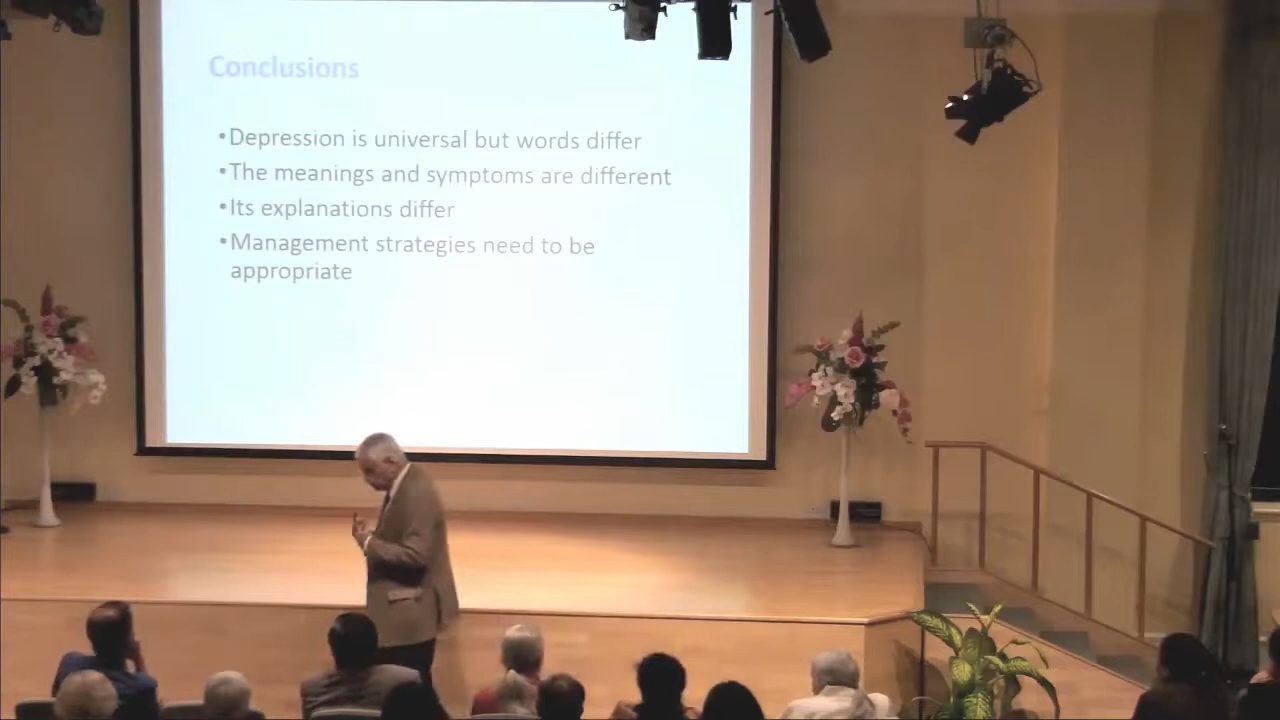 Conclusions
•Depression is universal but words differ
•The meanings and symptoms are different
•Its explanations differ
•Management strategies need to be
appropriate